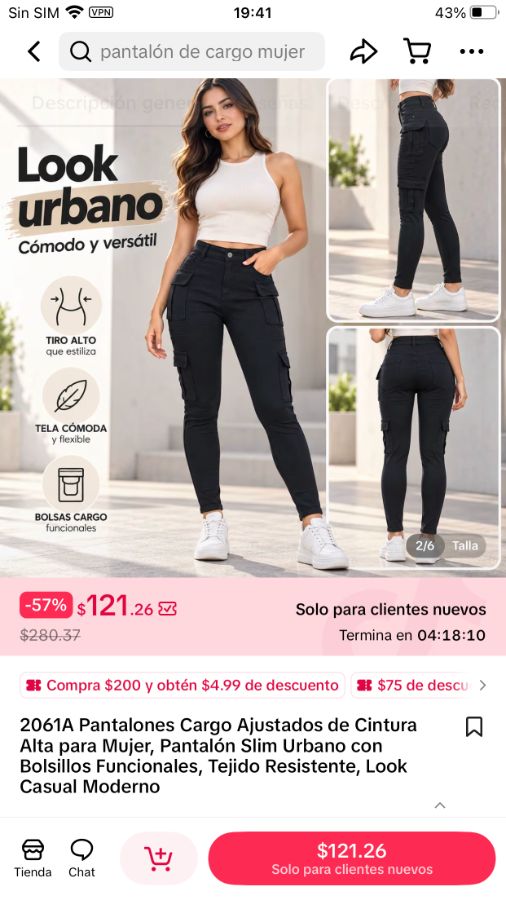 Sin SIM VPN 19:41 43%
pantalón de cargo mujer
Descripción gener
Look
urbano
Cómodo y versátil
TIRO ALTO
que estiliza
TELA CÓMODA
y flexible
BOLSAS CARGO
funcionales
2/6 Talla
-57% $121.26 Solo para clientes nuevos
$280.37 Termina en 04:18:10
Compra $200 y obtén $4.99 de descuento $75 de descu
2061A Pantalones Cargo Ajustados de Cintura
Alta para Mujer, Pantalón Slim Urbano con
Bolsillos Funcionales, Tejido Resistente, Look
Casual Moderno
$121.26
Tienda Chat Solo para clientes nuevos